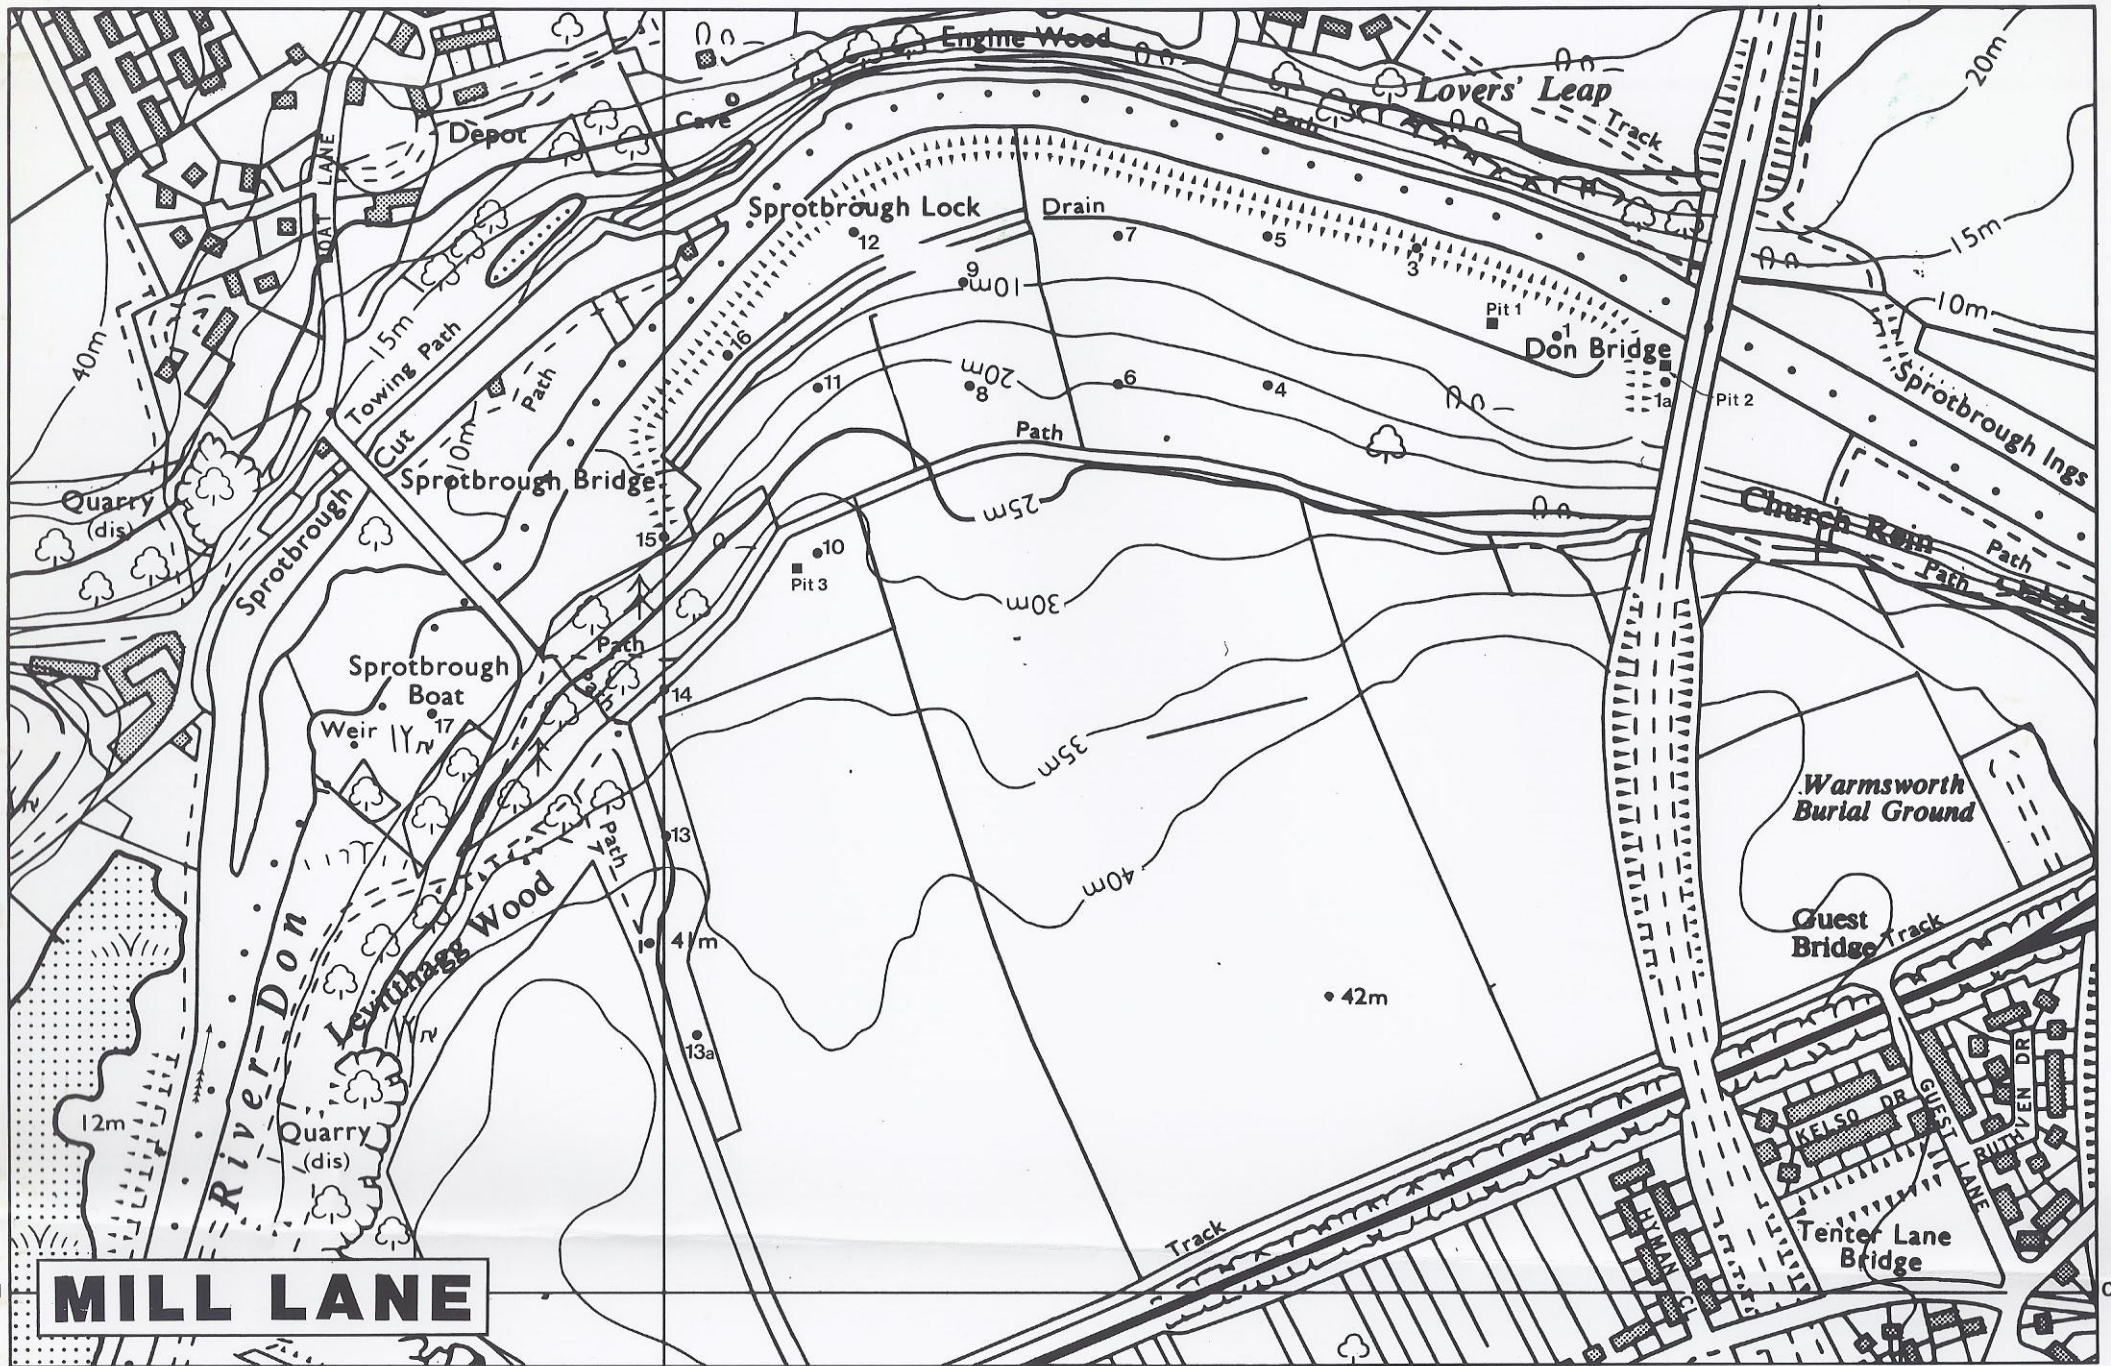 Engine Wood
Lovers' Leap
Track
Path
20m
15m
10m
Depot
Cave
BOAT LANE
Sprotbrough Lock
Drain
12
7
5
3
9
10m
Pit 1
1
Don Bridge
1a
Pit 2
Sprotbrough Ings
40m
15m
Towing Path
Cut
Path
10m
16
11
20m
8
6
4
Path
Quarry
(dis)
Sprotbrough
Sprotbrough Bridge
25m
Church Rein
Path
Path
15
10
Pit 3
30m
Path
Path
Sprotbrough
Boat
Weir
17
14
35m
Warmsworth
Burial Ground
13
Path
40m
Levitthagg Wood
River Don
41m
42m
Guest
Bridge
Track
13a
12m
Quarry
(dis)
KELSO DR
GUEST LANE
RUTHVEN DR
HYMAN CL
Tenter Lane
Bridge
Track
MILL LANE